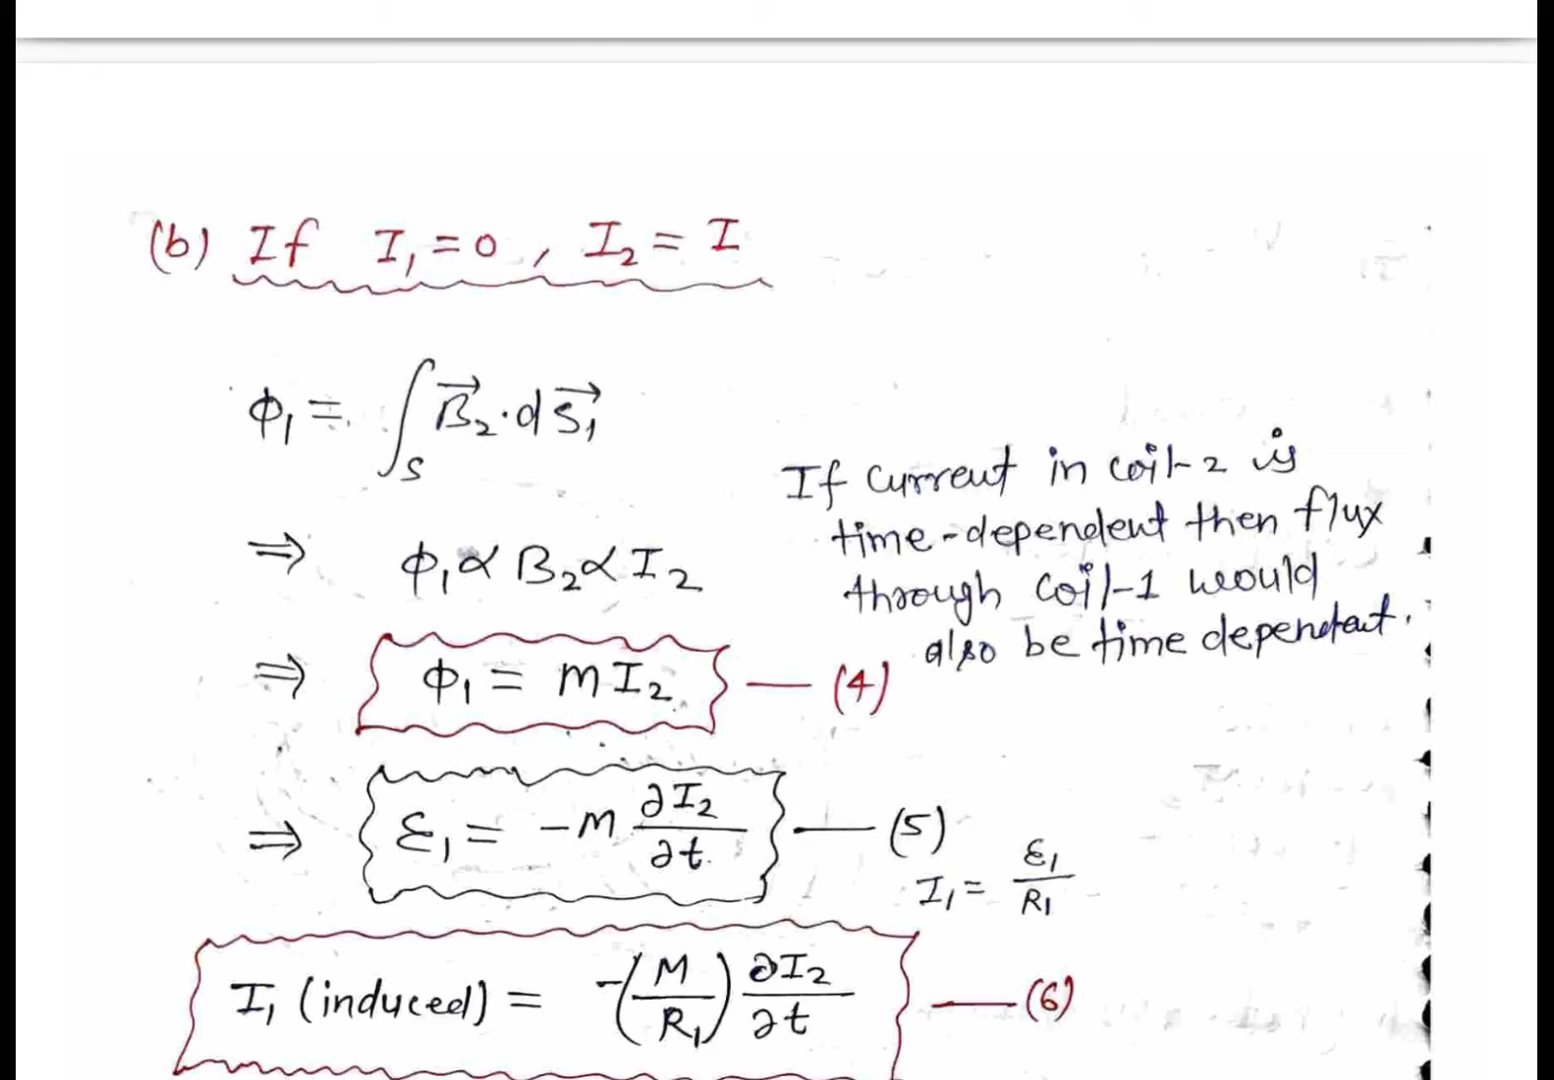 (b) If I₁ = 0, I₂ = I
ϕ₁ = ∫_S B⃗₂·dS⃗₁
⇒ ϕ₁ ∝ B₂ ∝ I₂
If current in coil-2 is
time-dependent then flux
through coil-1 would
also be time dependent.
⇒ ϕ₁ = MI₂ — (4)
⇒ ε₁ = -M ∂I₂/∂t — (5)
I₁ = ε₁/R₁
I₁ (induced) = -(M/R₁) ∂I₂/∂t — (6)